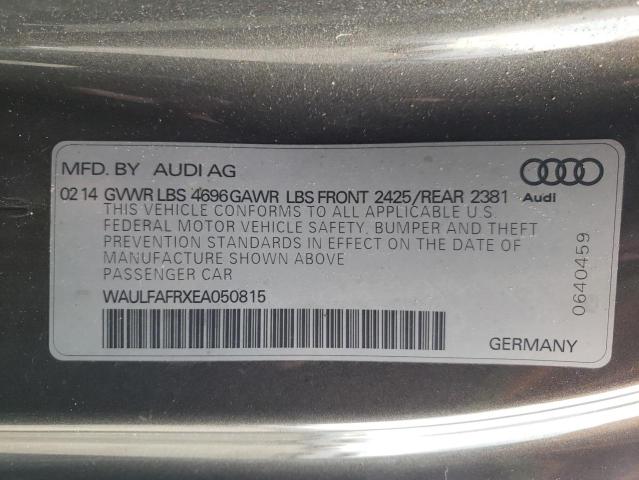 MFD. BY AUDI AG
02 14 GVWR LBS 4696 GAWR LBS FRONT 2425/REAR 2381
Audi
THIS VEHICLE CONFORMS TO ALL APPLICABLE U.S.
FEDERAL MOTOR VEHICLE SAFETY, BUMPER AND THEFT
PREVENTION STANDARDS IN EFFECT ON THE DATE OF
MANUFACTURE SHOWN ABOVE
PASSENGER CAR
WAULFAFRXEA050815
GERMANY
0640459